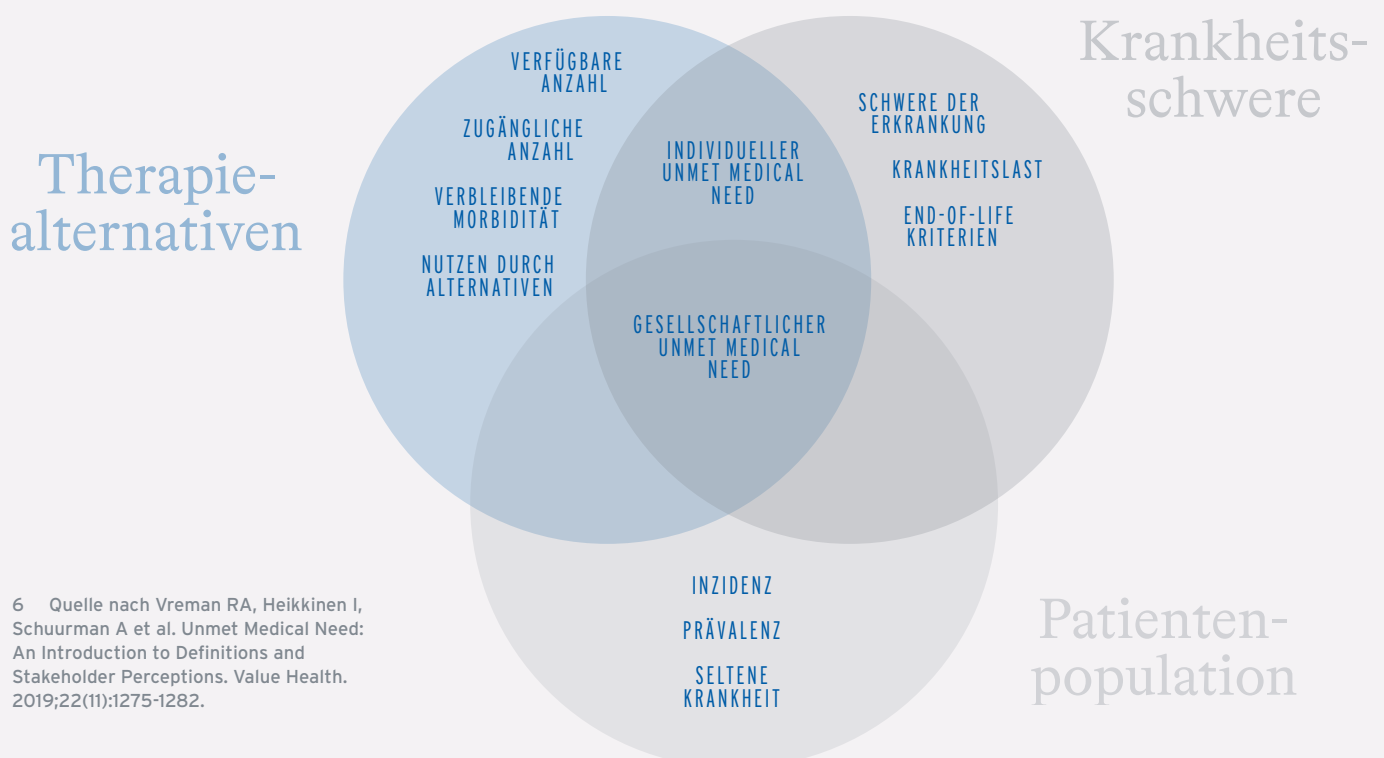 Therapie-
alternativen
VERFÜGBARE
ANZAHL
ZUGÄNGLICHE
ANZAHL
VERBLEIBENDE
MORBIDITÄT
NUTZEN DURCH
ALTERNATIVEN
INDIVIDUELLER
UNMET MEDICAL
NEED
GESELLSCHAFTLICHER
UNMET MEDICAL
NEED
Krankheits-
schwere
SCHWERE DER
ERKRANKUNG
KRANKHEITSLAST
END-OF-LIFE
KRITERIEN
INZIDENZ
PRÄVALENZ
SELTENE
KRANKHEIT
Patienten-
population
6 Quelle nach Vreman RA, Heikkinen I,
Schuurman A et al. Unmet Medical Need:
An Introduction to Definitions and
Stakeholder Perceptions. Value Health.
2019;22(11):1275-1282.